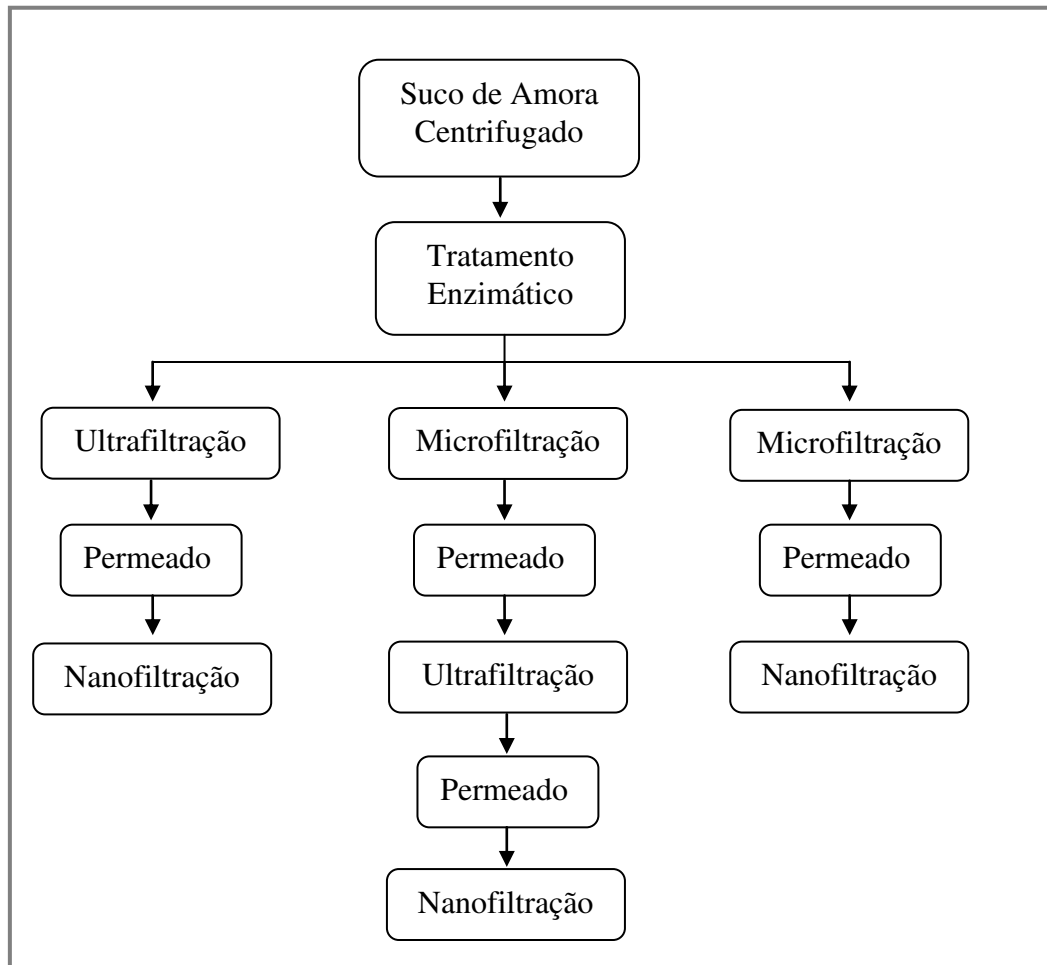 Suco de Amora
Centrifugado
Tratamento
Enzimático
Ultrafiltração
Microfiltração
Microfiltração
Permeado
Permeado
Permeado
Nanofiltração
Ultrafiltração
Nanofiltração
Permeado
Nanofiltração